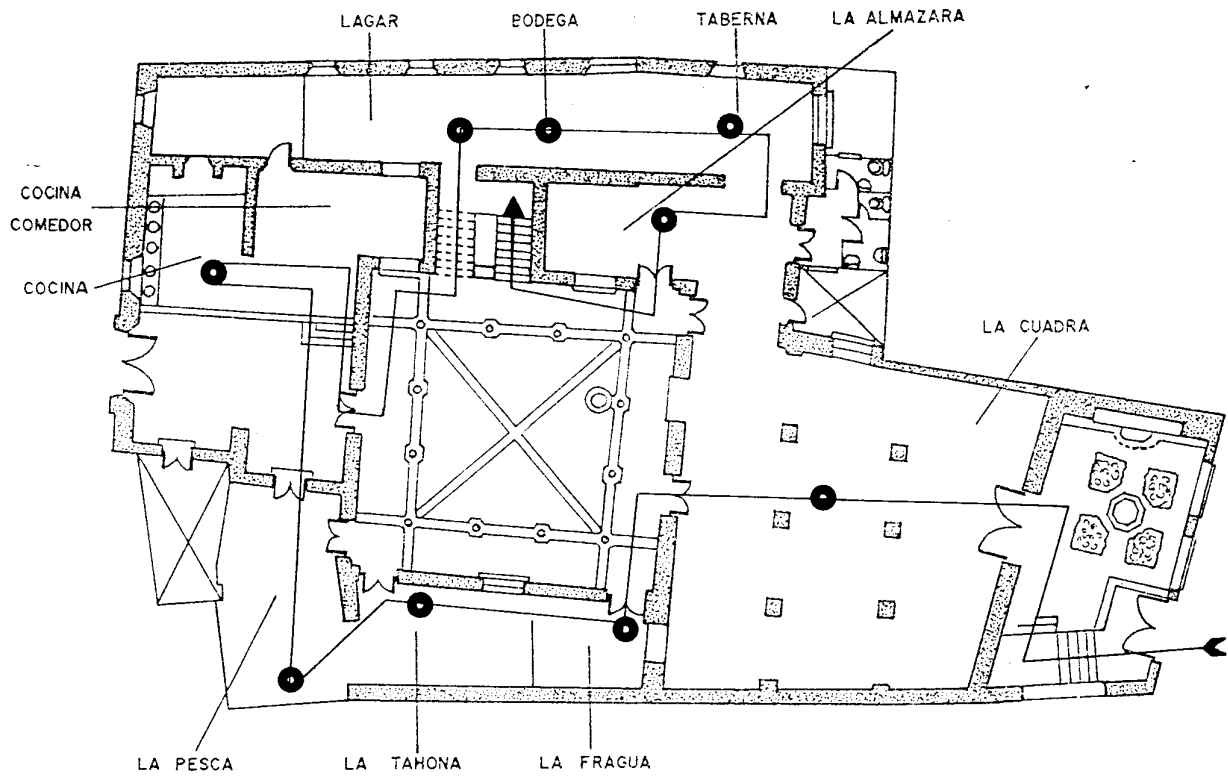 LAGAR
BODEGA
TABERNA
LA ALMAZARA
COCINA
COMEDOR
COCINA
LA CUADRA
LA PESCA
LA TAHONA
LA FRAGUA